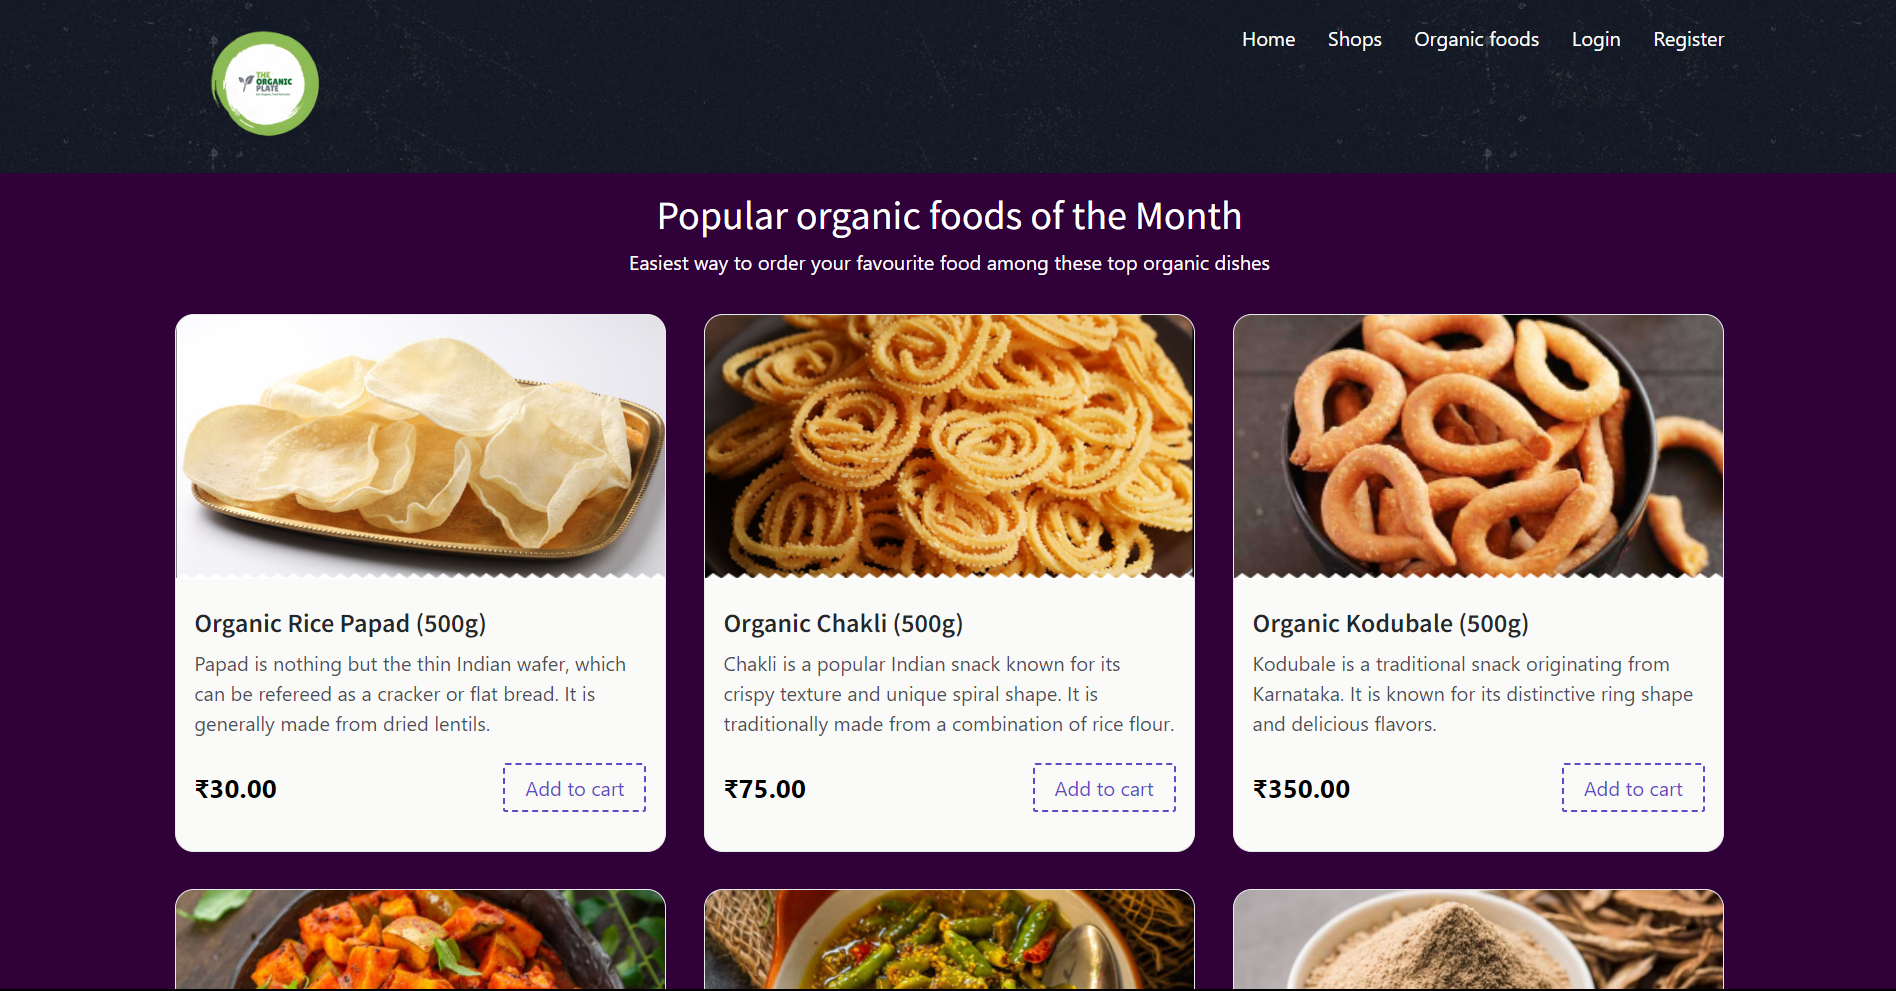 THE
ORGANIC
PLATE
Home Shops Organic foods Login Register
Popular organic foods of the Month
Easiest way to order your favourite food among these top organic dishes
Organic Rice Papad (500g)
Papad is nothing but the thin Indian wafer, which
can be refereed as a cracker or flat bread. It is
generally made from dried lentils.
₹30.00 Add to cart
Organic Chakli (500g)
Chakli is a popular Indian snack known for its
crispy texture and unique spiral shape. It is
traditionally made from a combination of rice flour.
₹75.00 Add to cart
Organic Kodubale (500g)
Kodubale is a traditional snack originating from
Karnataka. It is known for its distinctive ring shape
and delicious flavors.
₹350.00 Add to cart